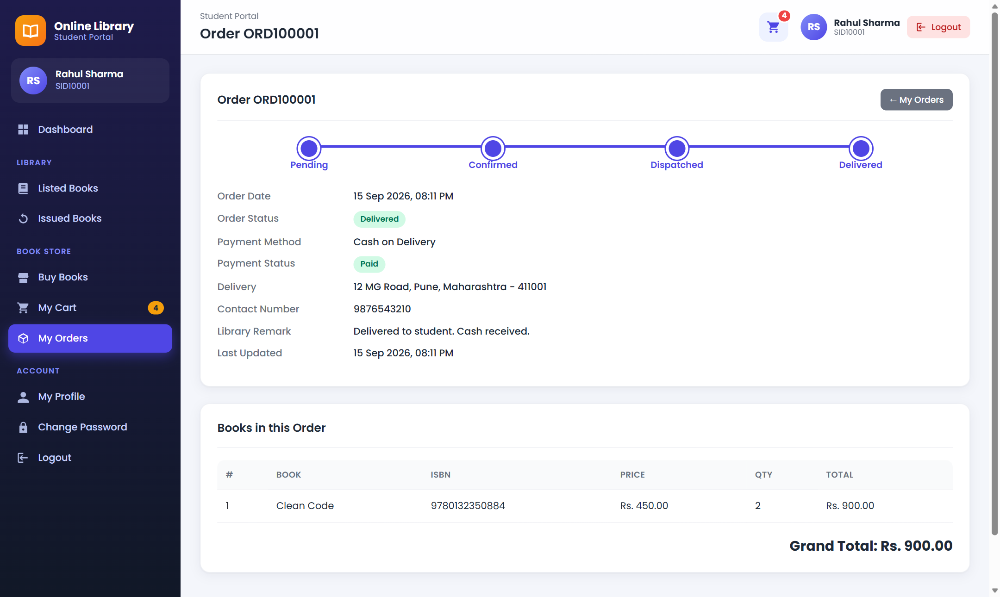 Online Library
Student Portal
RS
Rahul Sharma
SID10001
Dashboard
LIBRARY
Listed Books
Issued Books
BOOK STORE
Buy Books
My Cart
4
My Orders
ACCOUNT
My Profile
Change Password
Logout
Student Portal
Order ORD100001
4
RS
Rahul Sharma
SID10001
Logout
Order ORD100001
← My Orders
Pending
Confirmed
Dispatched
Delivered
Order Date
15 Sep 2026, 08:11 PM
Order Status
Delivered
Payment Method
Cash on Delivery
Payment Status
Paid
Delivery
12 MG Road, Pune, Maharashtra - 411001
Contact Number
9876543210
Library Remark
Delivered to student. Cash received.
Last Updated
15 Sep 2026, 08:11 PM
Books in this Order
# BOOK ISBN PRICE QTY TOTAL
1 Clean Code 9780132350884 Rs. 450.00 2 Rs. 900.00
Grand Total: Rs. 900.00